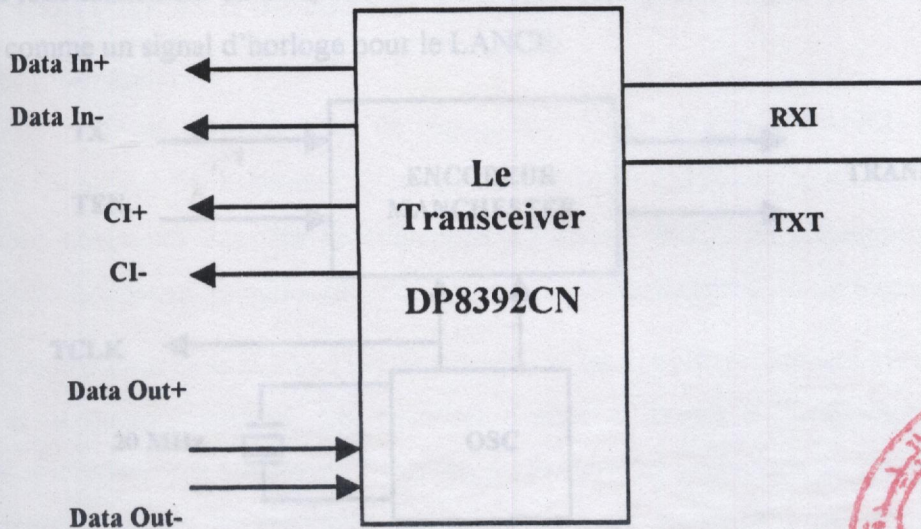 comme un signal d'horloge pour le LANCE
Data In+
Data In-
CI+
CI-
Data Out+
Data Out-
Le
Transceiver
DP8392CN
RXI
TXT
TX
TEN
ENCODEUR
MANCHESTER
TCLK
20 MHz
OSC